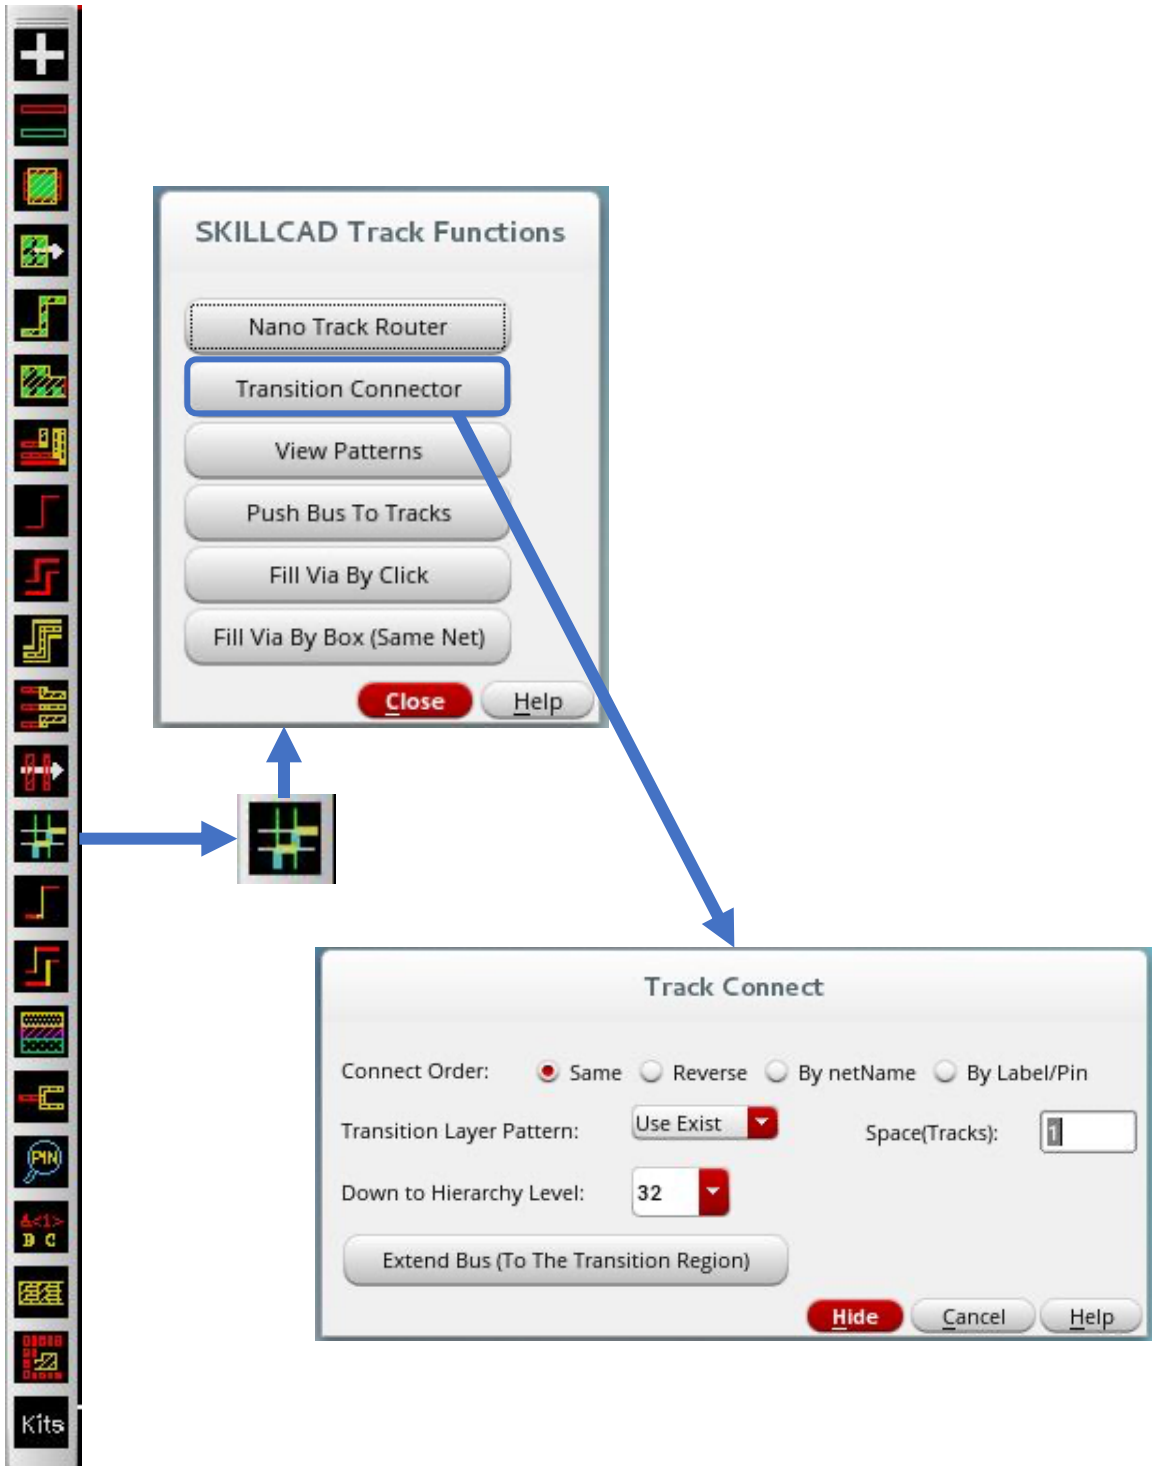 SKILLCAD Track Functions
Nano Track Router
Transition Connector
View Patterns
Push Bus To Tracks
Fill Via By Click
Fill Via By Box (Same Net)
Close Help
Track Connect
Connect Order: Same Reverse By netName By Label/Pin
Transition Layer Pattern: Use Exist Space(Tracks): 1
Down to Hierarchy Level: 32
Extend Bus (To The Transition Region)
Hide Cancel Help
PIN
A<1>
B C
Kits